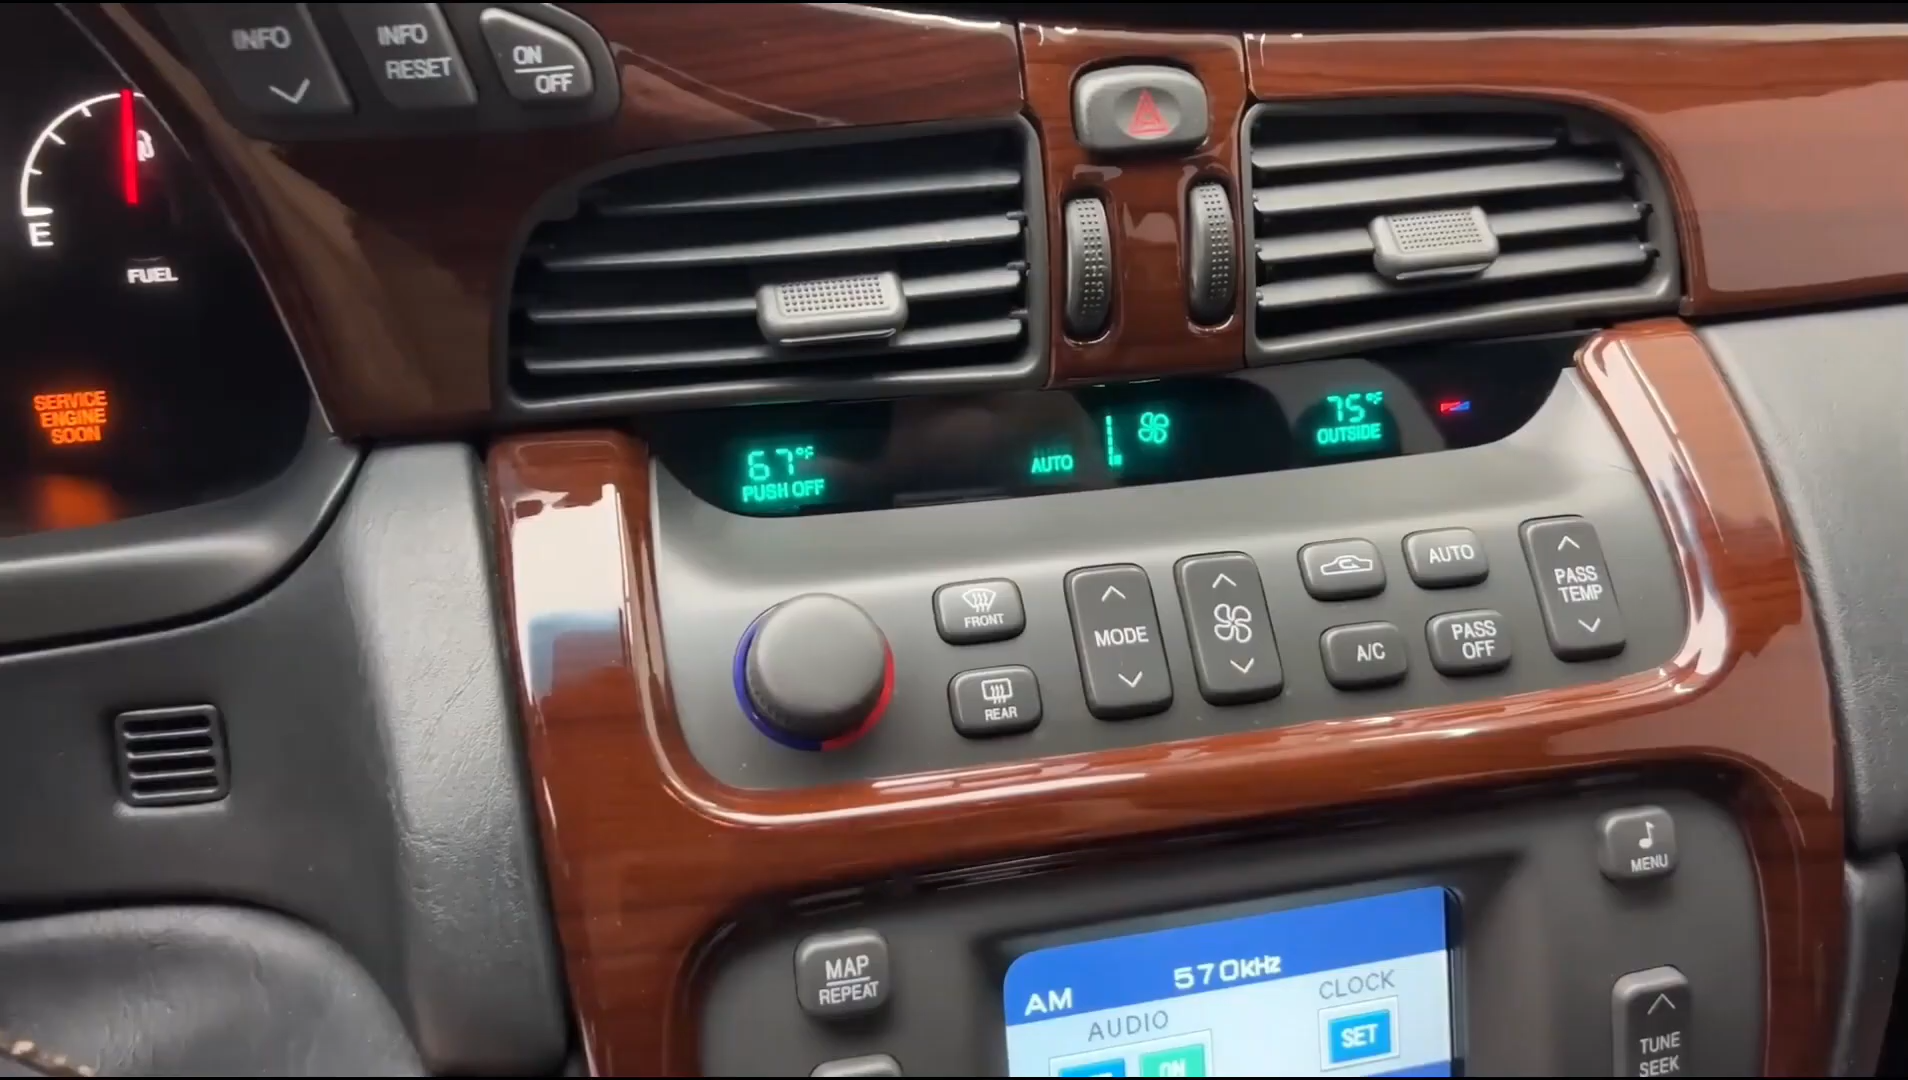 INFO
INFO
RESET
ON
OFF
E
FUEL
SERVICE
ENGINE
SOON
67°F
PUSH OFF
AUTO
75°F
OUTSIDE
FRONT
REAR
MODE
AUTO
A/C
PASS
OFF
PASS
TEMP
MENU
MAP
REPEAT
AM
570kHz
AUDIO
CLOCK
SET
ON
TUNE
SEEK